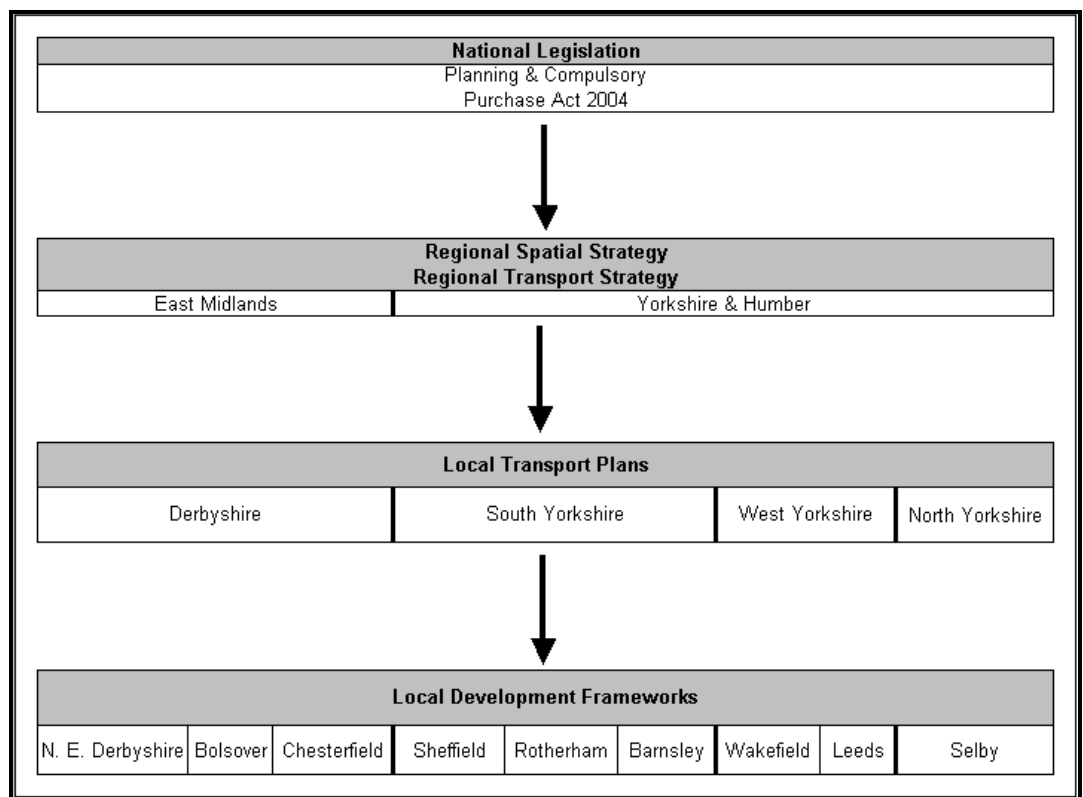 National Legislation
Planning & Compulsory
Purchase Act 2004
Regional Spatial Strategy
Regional Transport Strategy
East Midlands
Yorkshire & Humber
Local Transport Plans
Derbyshire
South Yorkshire
West Yorkshire
North Yorkshire
Local Development Frameworks
N. E. Derbyshire
Bolsover
Chesterfield
Sheffield
Rotherham
Barnsley
Wakefield
Leeds
Selby